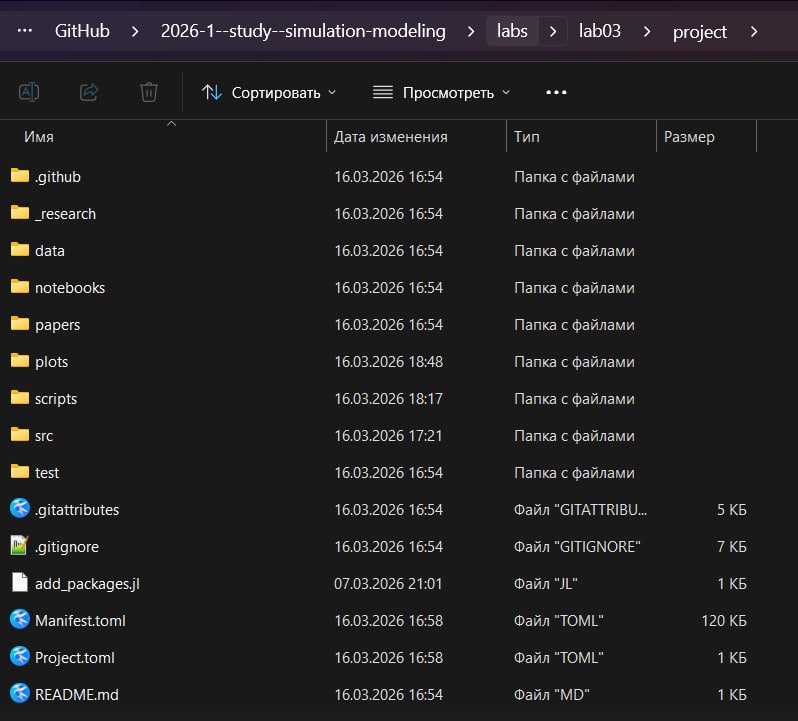 ... GitHub > 2026-1--study--simulation-modeling > labs > lab03 > project >
Сортировать Просмотреть ...
Имя Дата изменения Тип Размер
.github 16.03.2026 16:54 Папка с файлами
_research 16.03.2026 16:54 Папка с файлами
data 16.03.2026 16:54 Папка с файлами
notebooks 16.03.2026 16:54 Папка с файлами
papers 16.03.2026 16:54 Папка с файлами
plots 16.03.2026 18:48 Папка с файлами
scripts 16.03.2026 18:17 Папка с файлами
src 16.03.2026 17:21 Папка с файлами
test 16.03.2026 16:54 Папка с файлами
.gitattributes 16.03.2026 16:54 Файл "GITATTRIBU... 5 КБ
.gitignore 16.03.2026 16:54 Файл "GITIGNORE" 7 КБ
add_packages.jl 07.03.2026 21:01 Файл "JL" 1 КБ
Manifest.toml 16.03.2026 16:58 Файл "TOML" 120 КБ
Project.toml 16.03.2026 16:58 Файл "TOML" 1 КБ
README.md 16.03.2026 16:54 Файл "MD" 1 КБ